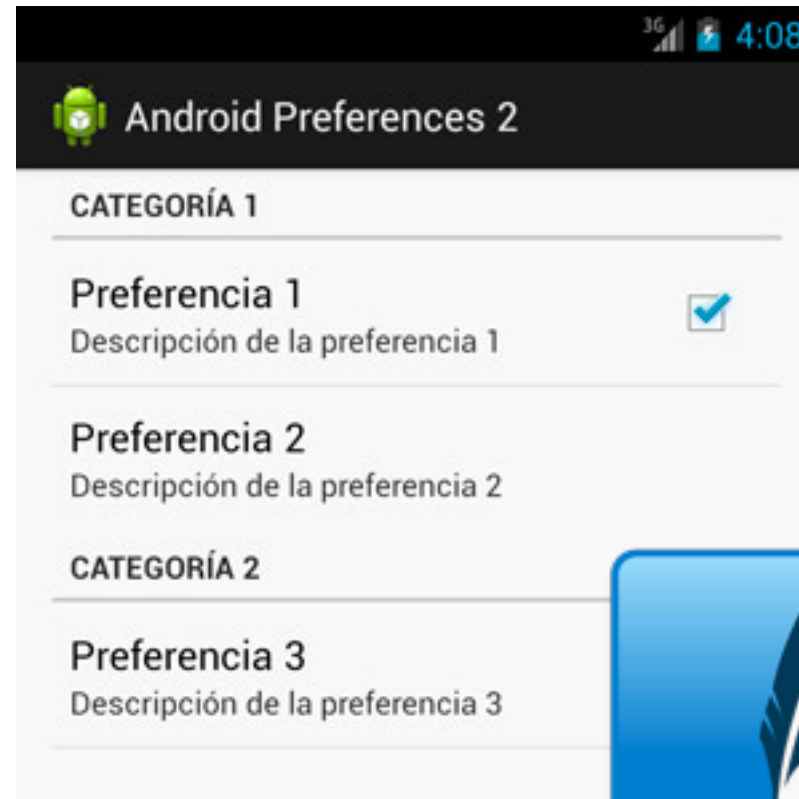 3G 4:08
Android Preferences 2
CATEGORÍA 1
Preferencia 1
Descripción de la preferencia 1
Preferencia 2
Descripción de la preferencia 2
CATEGORÍA 2
Preferencia 3
Descripción de la preferencia 3